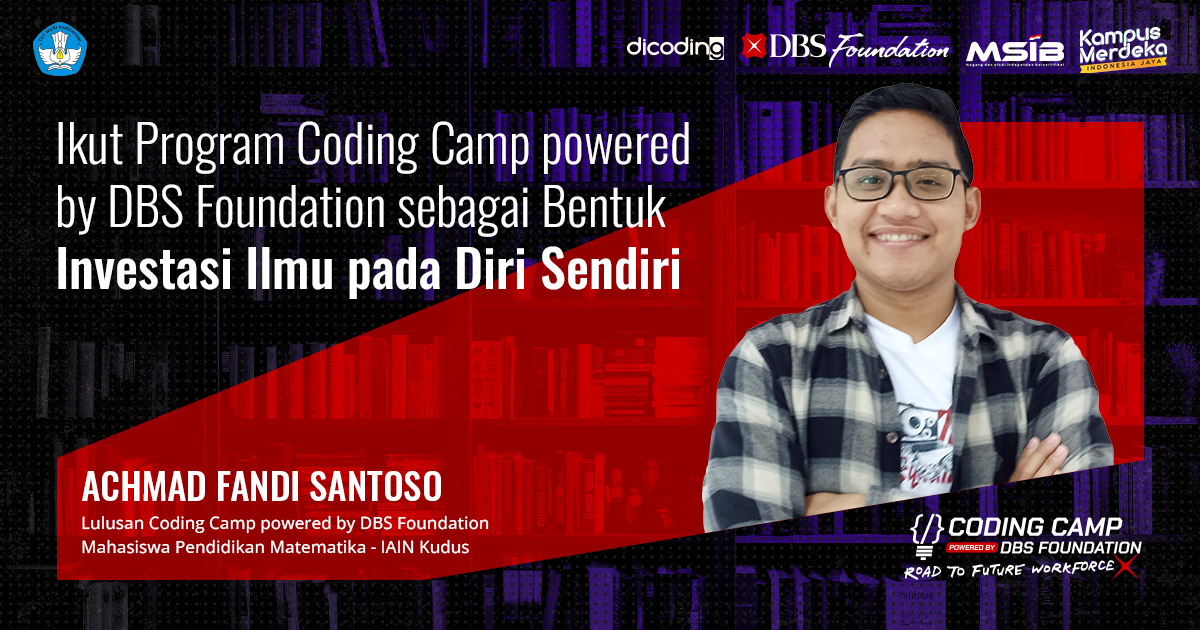 dicoding
DBS Foundation
MSIB
Kampus
Merdeka
INDONESIA JAYA
Ikut Program Coding Camp powered
by DBS Foundation sebagai Bentuk
Investasi Ilmu pada Diri Sendiri
ACHMAD FANDI SANTOSO
Lulusan Coding Camp powered by DBS Foundation
Mahasiswa Pendidikan Matematika - IAIN Kudus
CODING CAMP
POWERED BY DBS FOUNDATION
ROAD TO FUTURE WORKFORCE